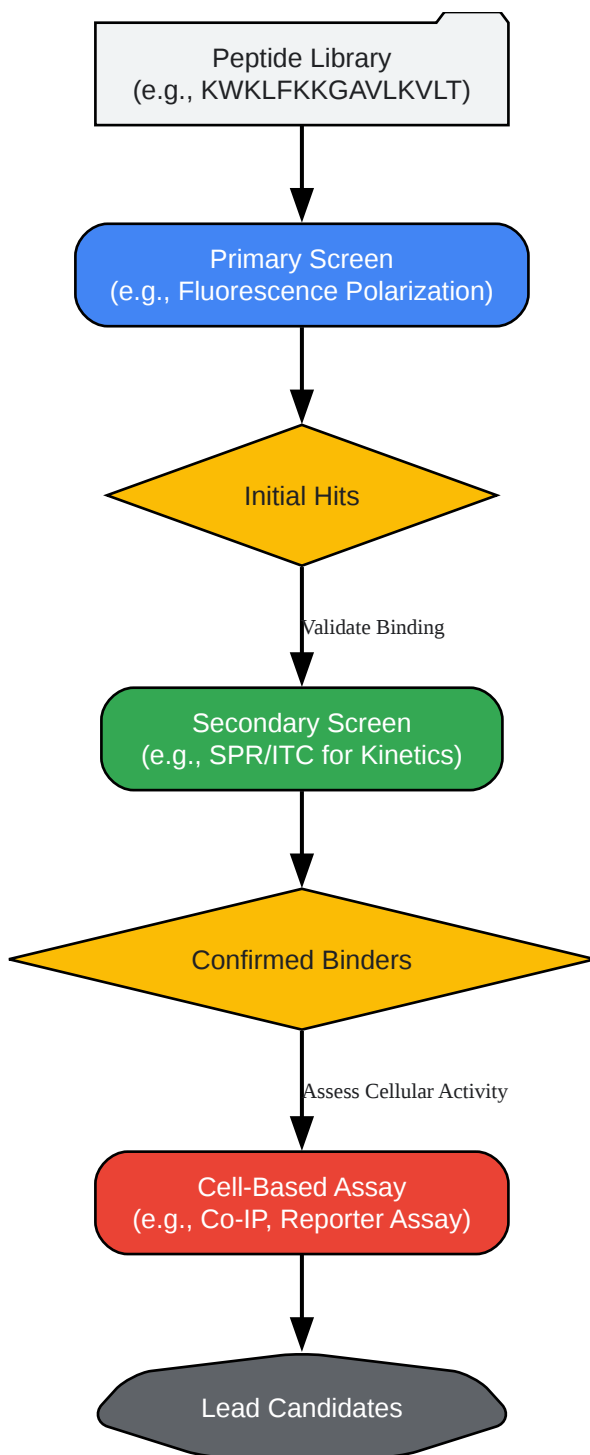 Peptide Library
(e.g., KWKLFKKGAVLKVLT)
Primary Screen
(e.g., Fluorescence Polarization)
Initial Hits
Validate Binding
Secondary Screen
(e.g., SPR/ITC for Kinetics)
Confirmed Binders
Assess Cellular Activity
Cell-Based Assay
(e.g., Co-IP, Reporter Assay)
Lead Candidates